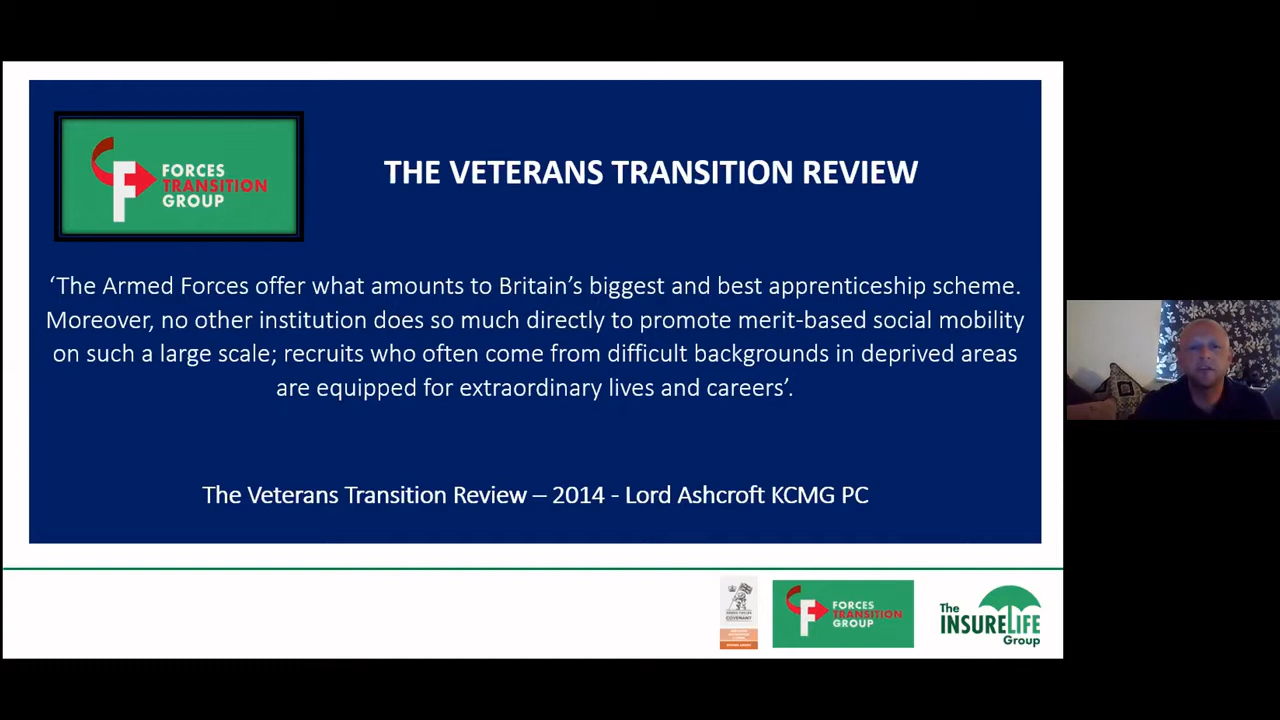 FORCES
TRANSITION
GROUP
THE VETERANS TRANSITION REVIEW
‘The Armed Forces offer what amounts to Britain’s biggest and best apprenticeship scheme.
Moreover, no other institution does so much directly to promote merit-based social mobility
on such a large scale; recruits who often come from difficult backgrounds in deprived areas
are equipped for extraordinary lives and careers’.
The Veterans Transition Review – 2014 - Lord Ashcroft KCMG PC
COVENANT
FORCES
TRANSITION
GROUP
The
INSURELIFE
Group